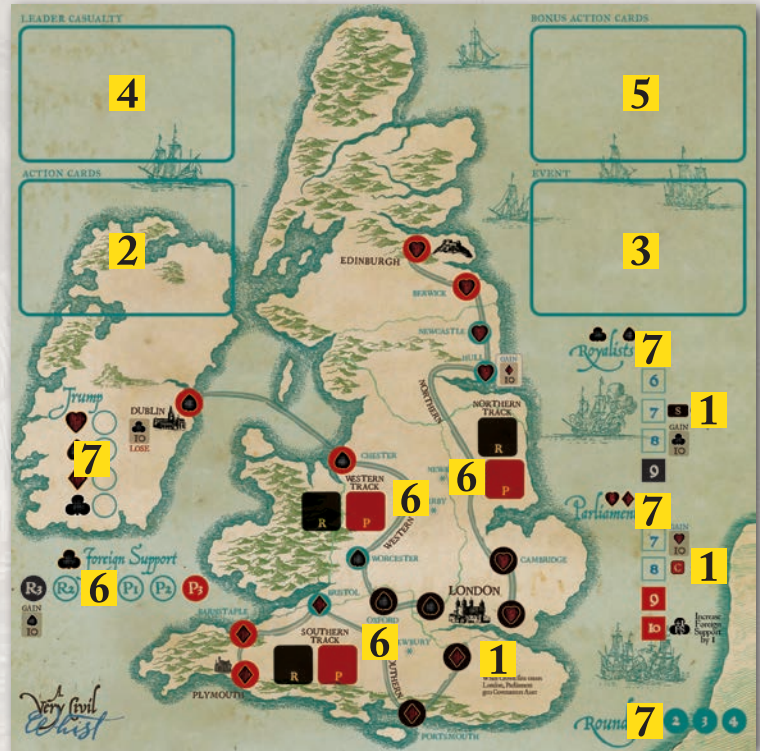 LEADER CASUALTY
4
BONUS ACTION CARDS
5
ACTION CARDS
2
EVENT
3
EDINBURGH
BERWICK
NEWCASTLE
HULL
GAIN
10
NORTHERN
NORTHERN TRACK
R
P
6
Royalists
7
6
7
S
1
8
GAIN
10
9
Trump
7
DUBLIN
10
LOSE
CHESTER
WESTERN TRACK
R
P
6
WESTERN
WORCESTER
CAMBRIDGE
Parliament
7
7
GAIN
10
8
C
1
9
10
Increase Foreign Support by 1
Foreign Support
R3
R2
6
P1
P2
P3
GAIN
10
BRISTOL
OXFORD
LONDON
BARNSTAPLE
SOUTHERN TRACK
R
P
6
1
London, Parliament
PLYMOUTH
PORTSMOUTH
A Very Civil Whist
Round
7
2
3
4